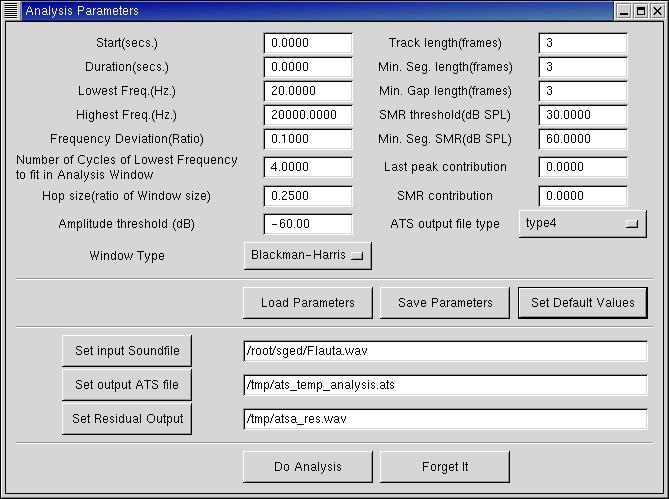 Analysis Parameters
Start(secs.) 0.0000 Track length(frames) 3
Duration(secs.) 0.0000 Min. Seg. length(frames) 3
Lowest Freq.(Hz.) 20.0000 Min. Gap length(frames) 3
Highest Freq.(Hz.) 20000.0000 SMR threshold(dB SPL) 30.0000
Frequency Deviation(Ratio) 0.1000 Min. Seg. SMR(dB SPL) 60.0000
Number of Cycles of Lowest Frequency
to fit in Analysis Window 4.0000 Last peak contribution 0.0000
Hop size(ratio of Window size) 0.2500 SMR contribution 0.0000
Amplitude threshold (dB) -60.00 ATS output file type type4
Window Type Blackman-Harris
Load Parameters Save Parameters Set Default Values
Set input Soundfile /root/sged/Flauta.wav
Set output ATS file /tmp/ats_temp_analysis.ats
Set Residual Output /tmp/atsa_res.wav
Do Analysis Forget It